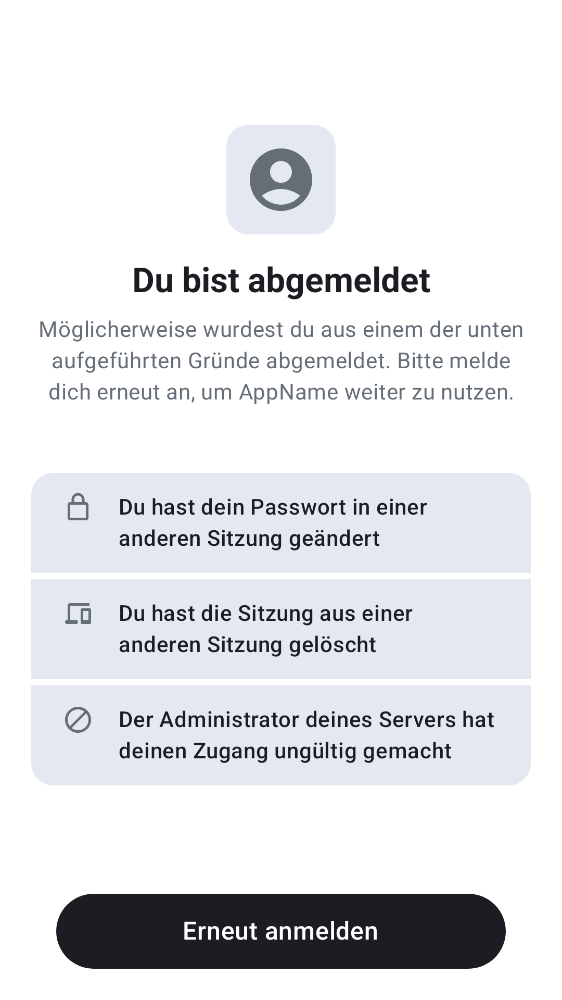 Du bist abgemeldet
Möglicherweise wurdest du aus einem der unten
aufgeführten Gründe abgemeldet. Bitte melde
dich erneut an, um AppName weiter zu nutzen.
Du hast dein Passwort in einer
anderen Sitzung geändert
Du hast die Sitzung aus einer
anderen Sitzung gelöscht
Der Administrator deines Servers hat
deinen Zugang ungültig gemacht
Erneut anmelden